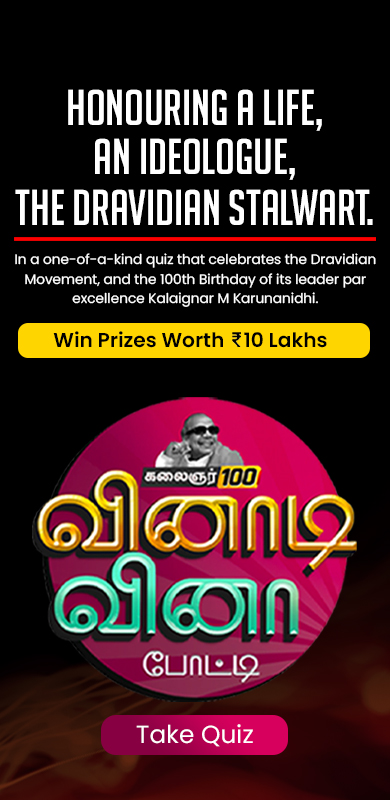 HONOURING A LIFE,
AN IDEOLOGUE,
THE DRAVIDIAN STALWART.
In a one-of-a-kind quiz that celebrates the Dravidian
Movement, and the 100th Birthday of its leader par
excellence Kalaignar M Karunanidhi.
Win Prizes Worth ₹10 Lakhs
கலைஞர் 100
வினாடி
வினா
போட்டி
Take Quiz